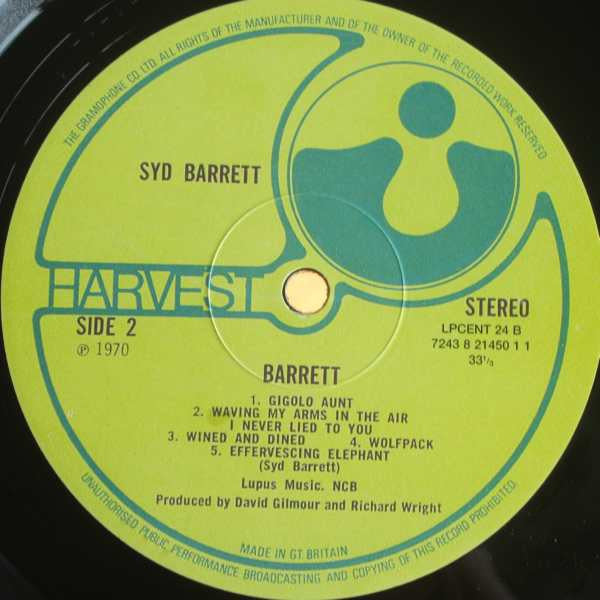 THE GRAMOPHONE CO. LTD. ALL RIGHTS OF THE MANUFACTURER AND OF THE OWNER OF THE RECORDED WORK RESERVED
SYD BARRETT
HARVEST
SIDE 2
℗ 1970
STEREO
LPCENT 24 B
7243 8 21450 1 1
33⅓
BARRETT
1. GIGOLO AUNT
2. WAVING MY ARMS IN THE AIR
I NEVER LIED TO YOU
3. WINED AND DINED 4. WOLFPACK
5. EFFERVESCING ELEPHANT
(Syd Barrett)
Lupus Music. NCB
Produced by David Gilmour and Richard Wright
MADE IN GT. BRITAIN
UNAUTHORISED PUBLIC PERFORMANCE BROADCASTING AND COPYING OF THIS RECORD PROHIBITED